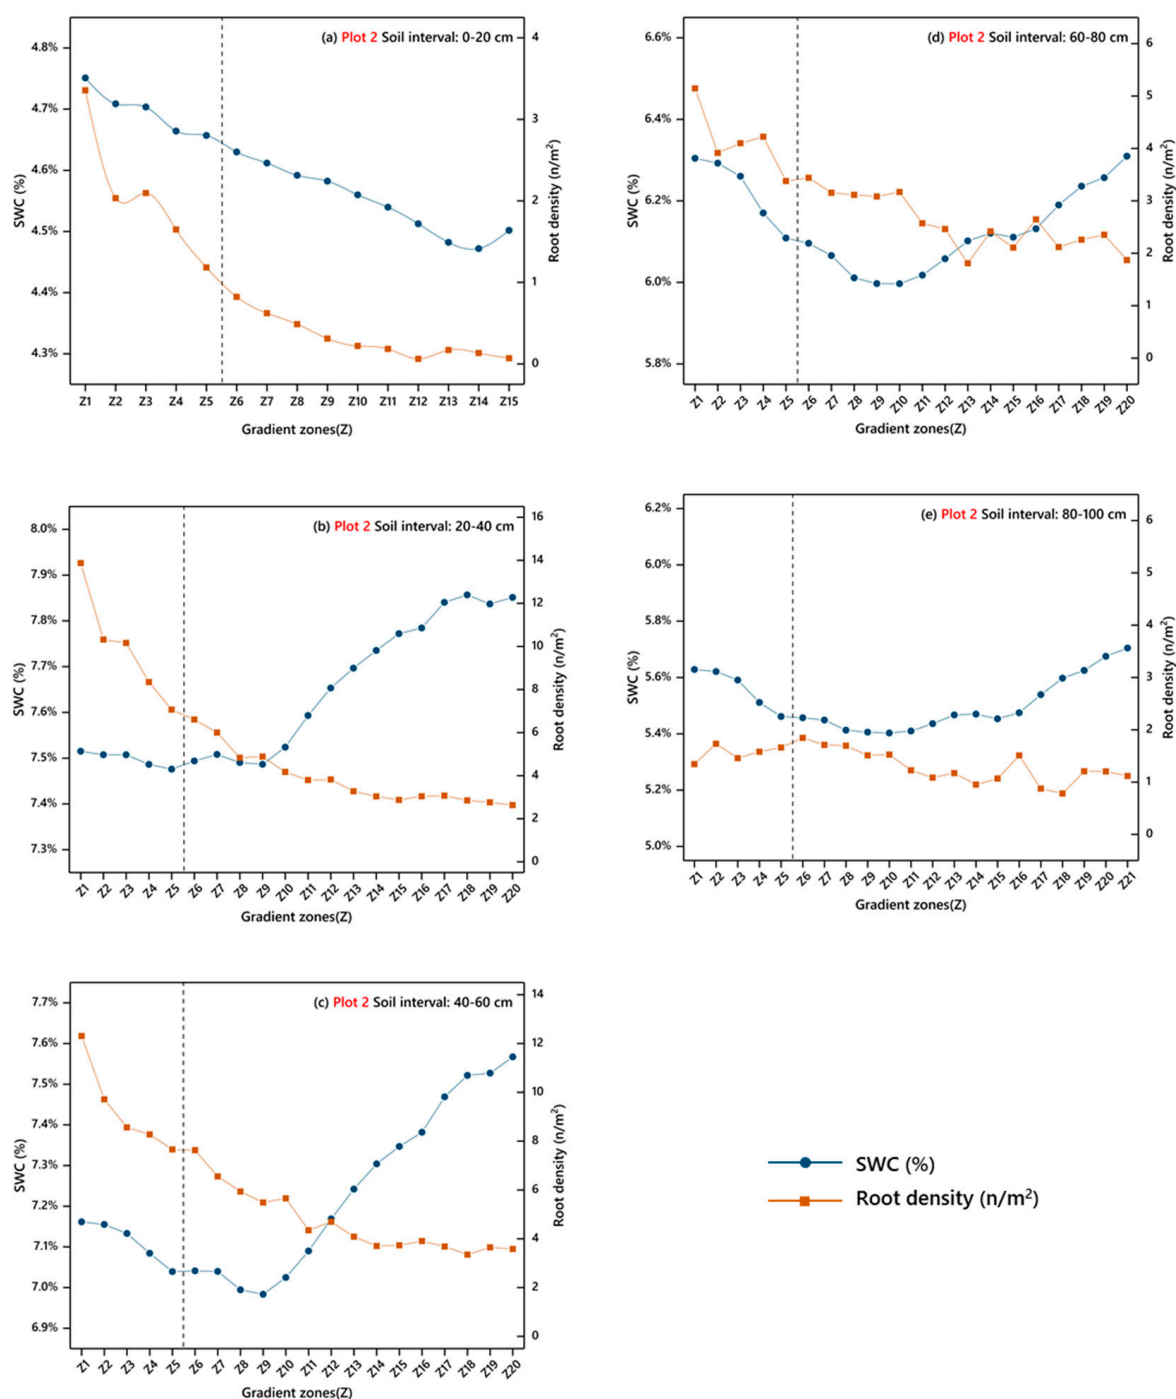 (a) Plot 2 Soil interval: 0-20 cm
4.8%
4.7%
4.6%
4.5%
4.4%
4.3%
SWC (%)
4
3
2
1
0
Root density (n/m²)
Z1 Z2 Z3 Z4 Z5 Z6 Z7 Z8 Z9 Z10 Z11 Z12 Z13 Z14 Z15
Gradient zones(Z)
(d) Plot 2 Soil interval: 60-80 cm
6.6%
6.4%
6.2%
6.0%
5.8%
SWC (%)
6
5
4
3
2
1
0
Root density (n/m²)
Z1 Z2 Z3 Z4 Z5 Z6 Z7 Z8 Z9 Z10 Z11 Z12 Z13 Z14 Z15 Z16 Z17 Z18 Z19 Z20
Gradient zones(Z)
(b) Plot 2 Soil interval: 20-40 cm
8.0%
7.9%
7.8%
7.7%
7.6%
7.5%
7.4%
7.3%
SWC (%)
16
14
12
10
8
6
4
2
0
Root density (n/m²)
Z1 Z2 Z3 Z4 Z5 Z6 Z7 Z8 Z9 Z10 Z11 Z12 Z13 Z14 Z15 Z16 Z17 Z18 Z19 Z20
Gradient zones(Z)
(e) Plot 2 Soil interval: 80-100 cm
6.2%
6.0%
5.8%
5.6%
5.4%
5.2%
5.0%
SWC (%)
6
5
4
3
2
1
0
Root density (n/m²)
Z1 Z2 Z3 Z4 Z5 Z6 Z7 Z8 Z9 Z10 Z11 Z12 Z13 Z14 Z15 Z16 Z17 Z18 Z19 Z20 Z21
Gradient zones(Z)
(c) Plot 2 Soil interval: 40-60 cm
7.7%
7.6%
7.5%
7.4%
7.3%
7.2%
7.1%
7.0%
6.9%
SWC (%)
14
12
10
8
6
4
2
0
Root density (n/m²)
Z1 Z2 Z3 Z4 Z5 Z6 Z7 Z8 Z9 Z10 Z11 Z12 Z13 Z14 Z15 Z16 Z17 Z18 Z19 Z20
Gradient zones(Z)
SWC (%)
Root density (n/m²)